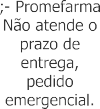 ;- Promefarma
Não atende o
prazo de
entrega,
pedido
emergencial.